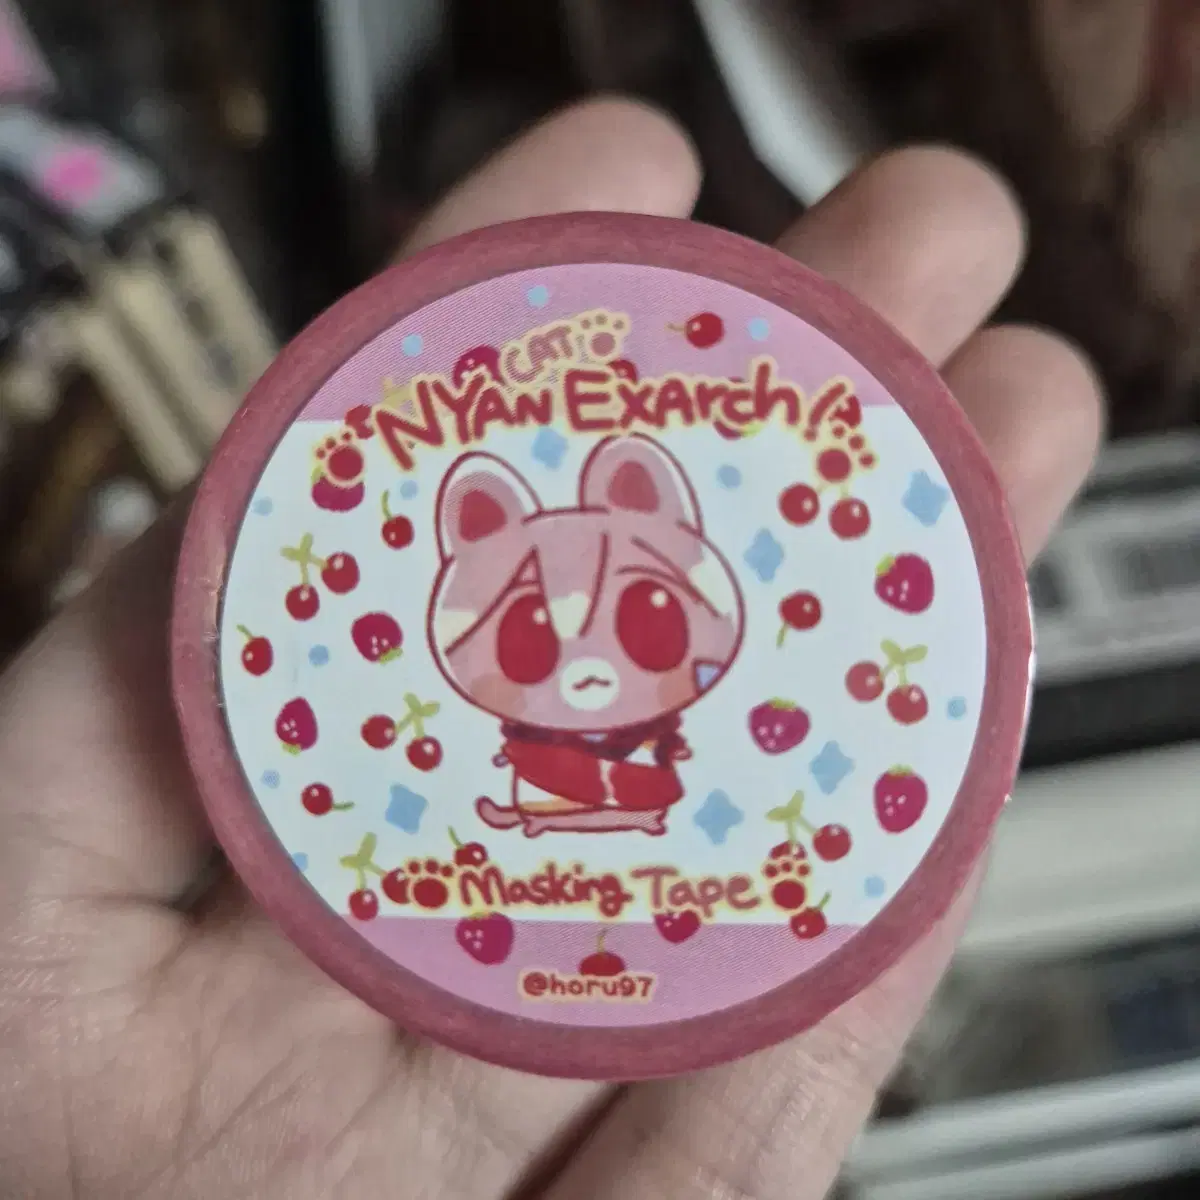 CAT
NYAN ExArch!
Masking Tape
@horu97